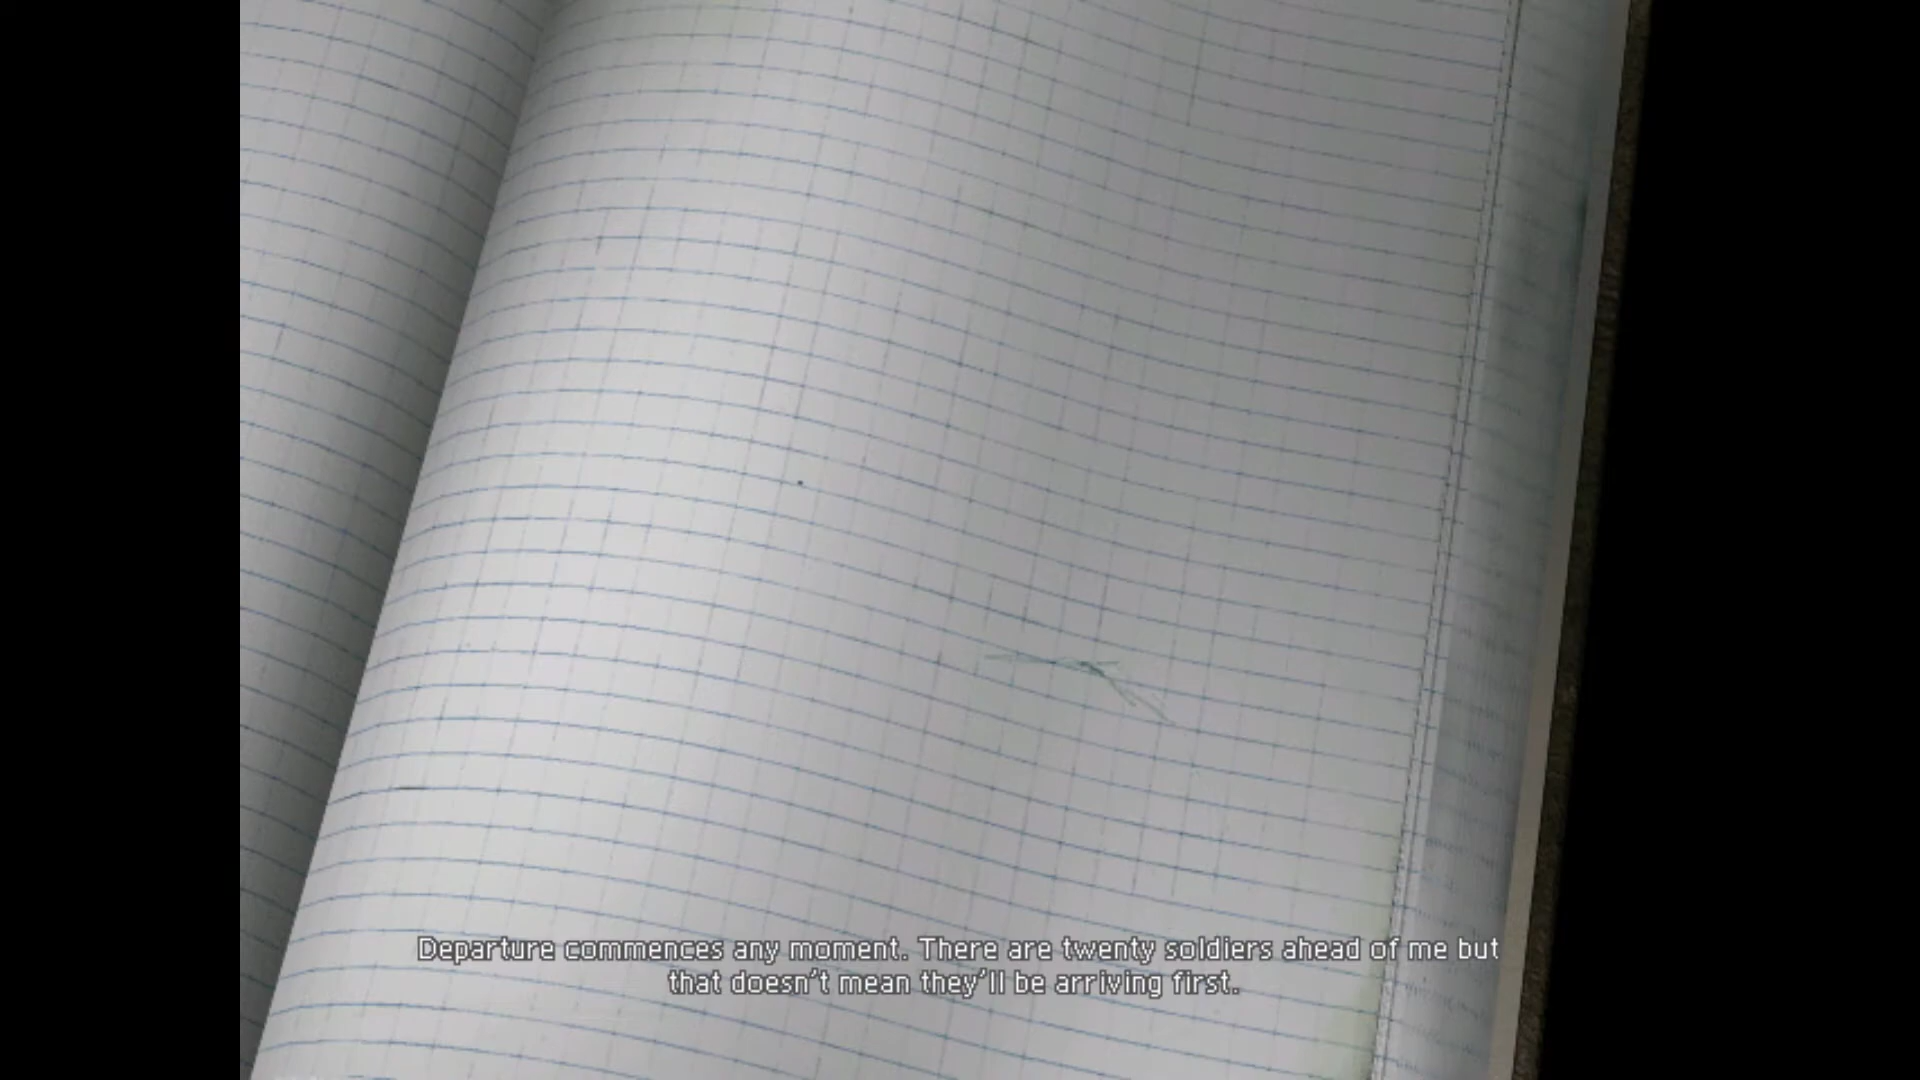 Departure commences any moment. There are twenty soldiers ahead of me but
that doesn't mean they'll be arriving first.